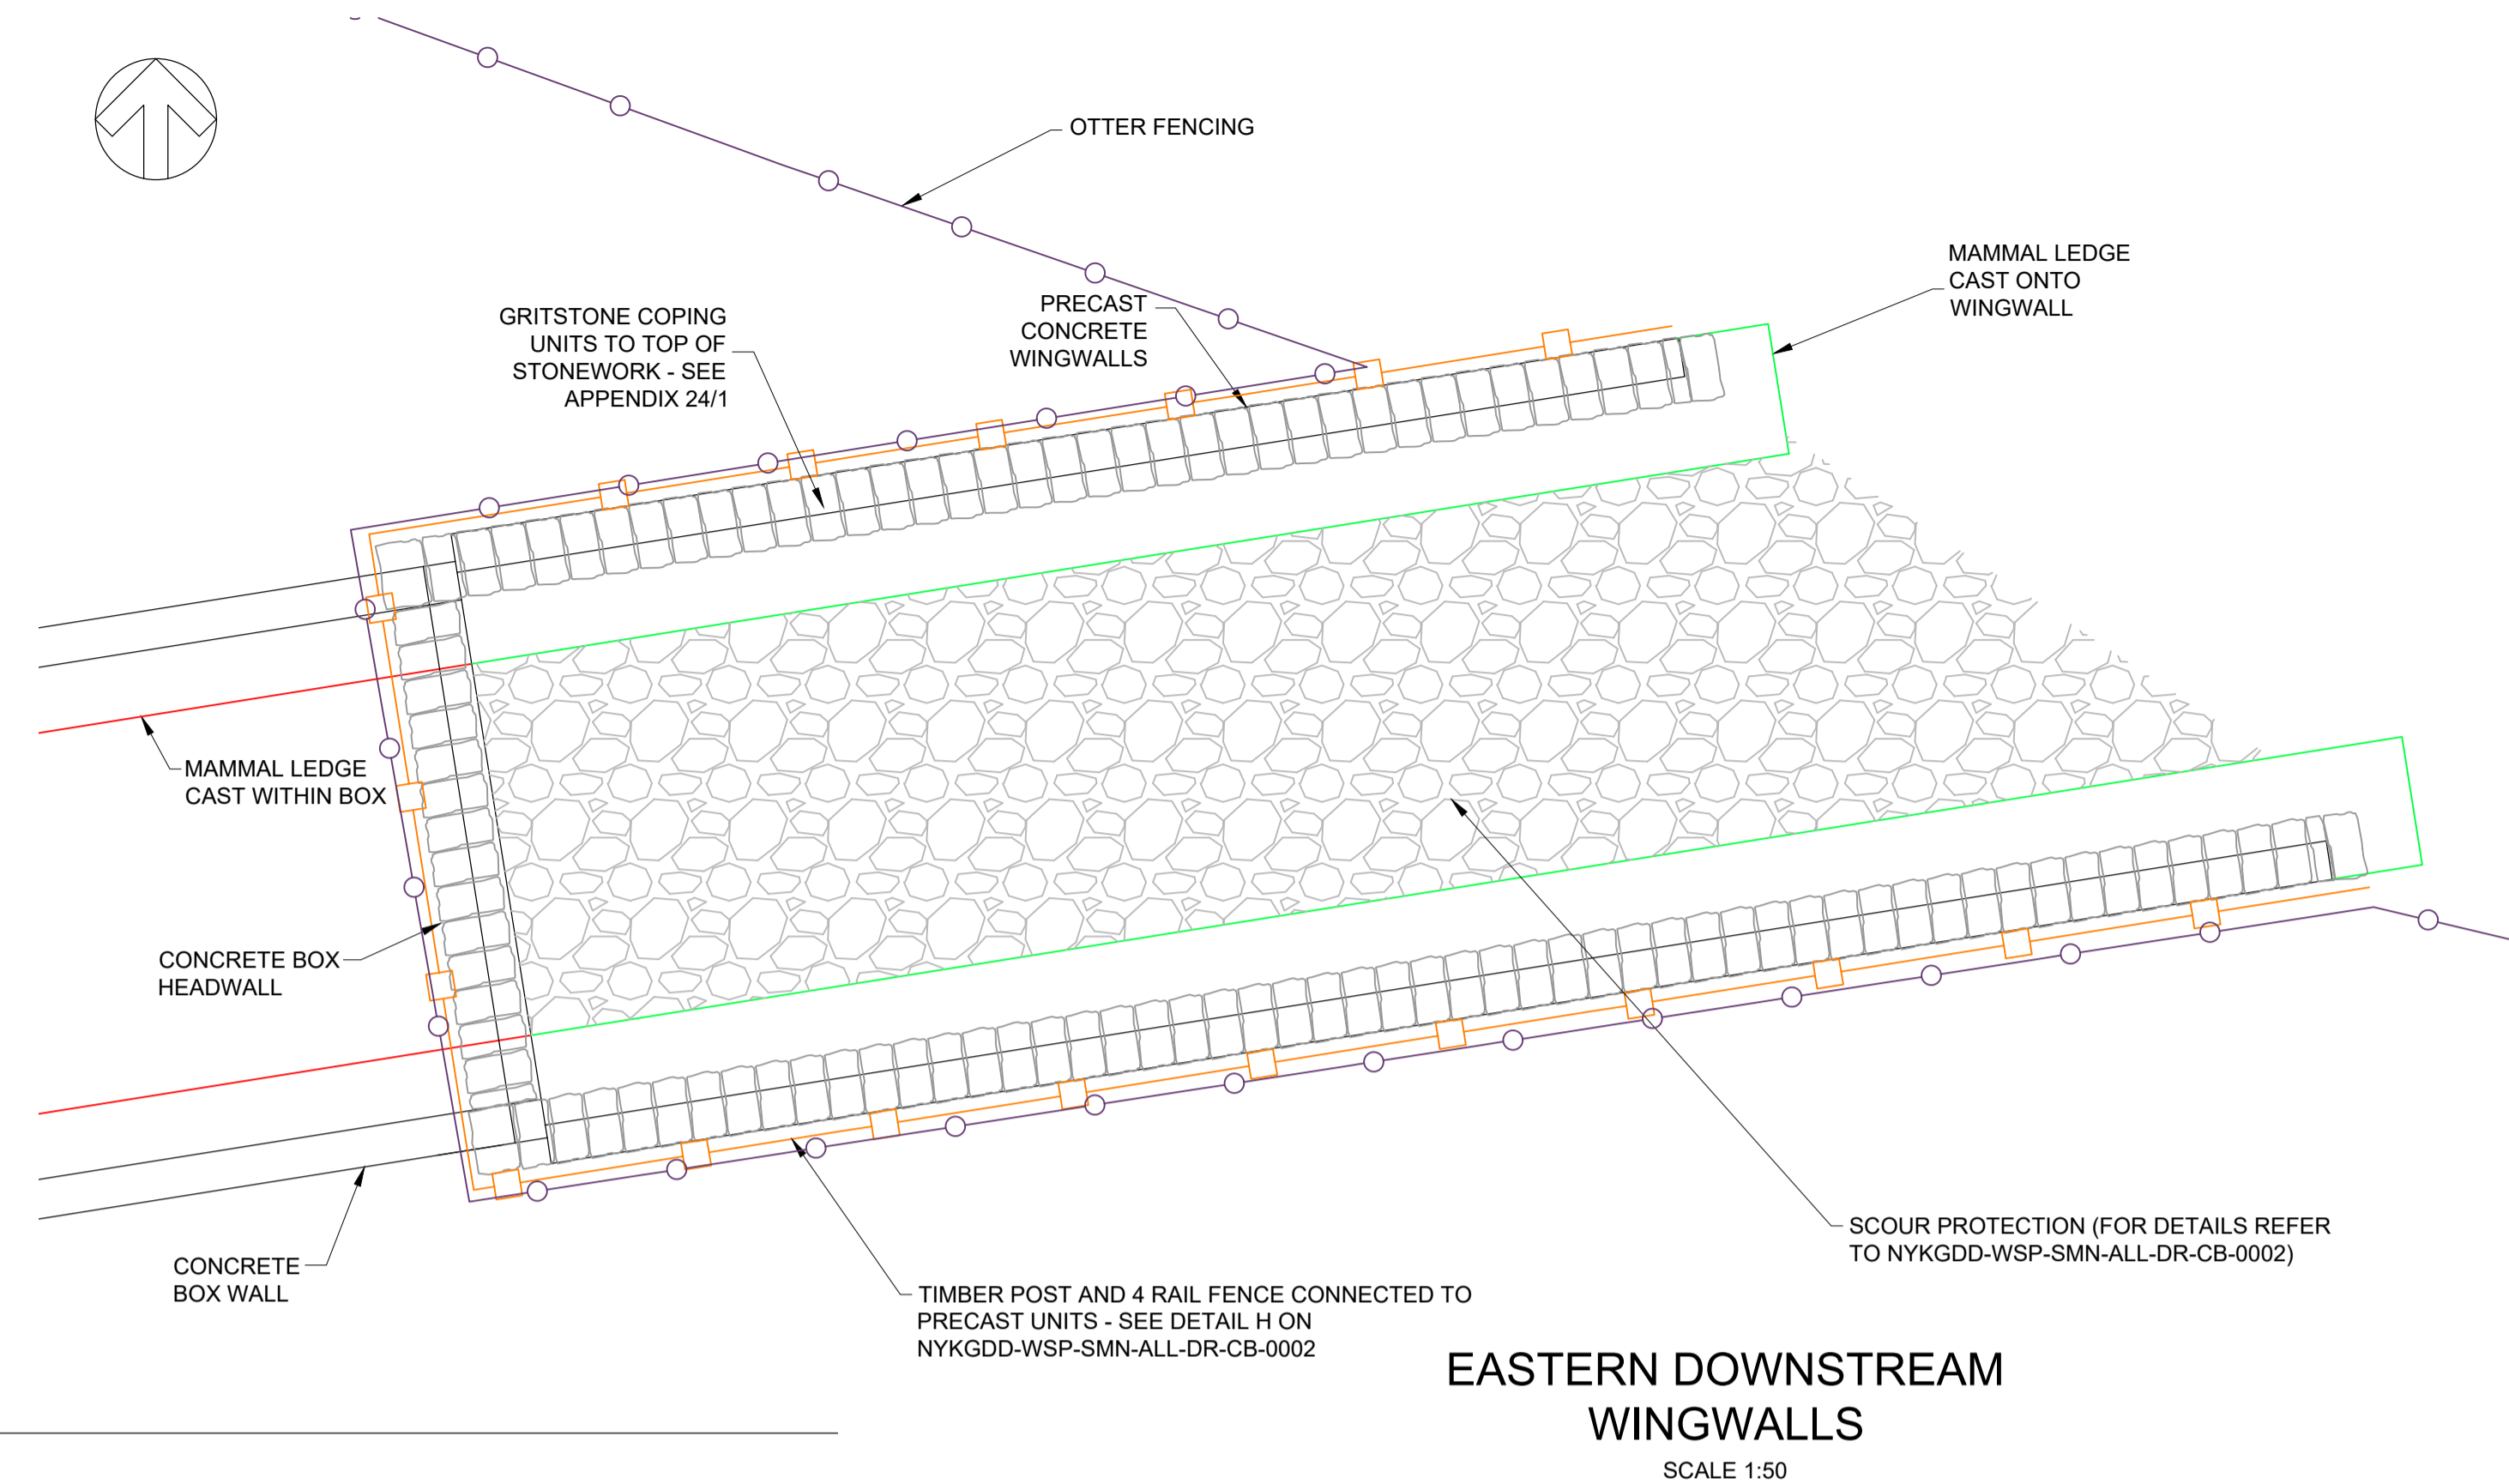 OTTER FENCING
MAMMAL LEDGE
CAST ONTO
WINGWALL
PRECAST
CONCRETE
WINGWALLS
GRITSTONE COPING
UNITS TO TOP OF
STONEWORK - SEE
APPENDIX 24/1
MAMMAL LEDGE
CAST WITHIN BOX
CONCRETE BOX
HEADWALL
CONCRETE
BOX WALL
SCOUR PROTECTION (FOR DETAILS REFER
TO NYKGDD-WSP-SMN-ALL-DR-CB-0002)
TIMBER POST AND 4 RAIL FENCE CONNECTED TO
PRECAST UNITS - SEE DETAIL H ON
NYKGDD-WSP-SMN-ALL-DR-CB-0002
EASTERN DOWNSTREAM
WINGWALLS
SCALE 1:50